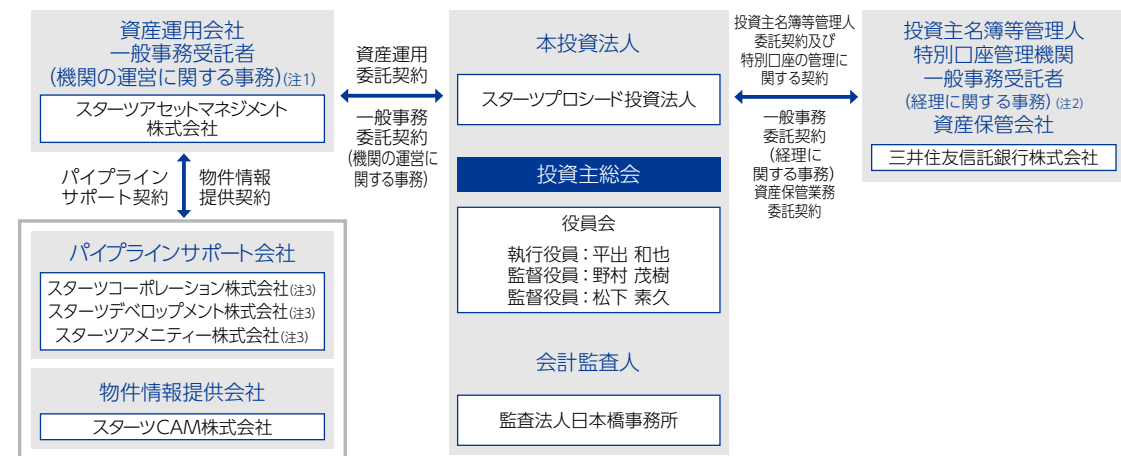 資産運用会社
一般事務受託者
(機関の運営に関する事務)(注1)
スターツアセットマネジメント
株式会社
資産運用
委託契約
一般事務
委託契約
(機関の運営に
関する事務)
パイプライン
サポート契約
物件情報
提供契約
パイプラインサポート会社
スターツコーポレーション株式会社(注3)
スターツデベロップメント株式会社(注3)
スターツアメニティー株式会社(注3)
物件情報提供会社
スターツCAM株式会社
本投資法人
スターツプロシード投資法人
投資主総会
役員会
執行役員：平出 和也
監督役員：野村 茂樹
監督役員：松下 素久
会計監査人
監査法人日本橋事務所
投資主名簿等管理人
委託契約及び
特別口座の管理に
関する契約
一般事務
委託契約
(経理に
関する事務)
資産保管業務
委託契約
投資主名簿等管理人
特別口座管理機関
一般事務受託者
(経理に関する事務)(注2)
資産保管会社
三井住友信託銀行株式会社